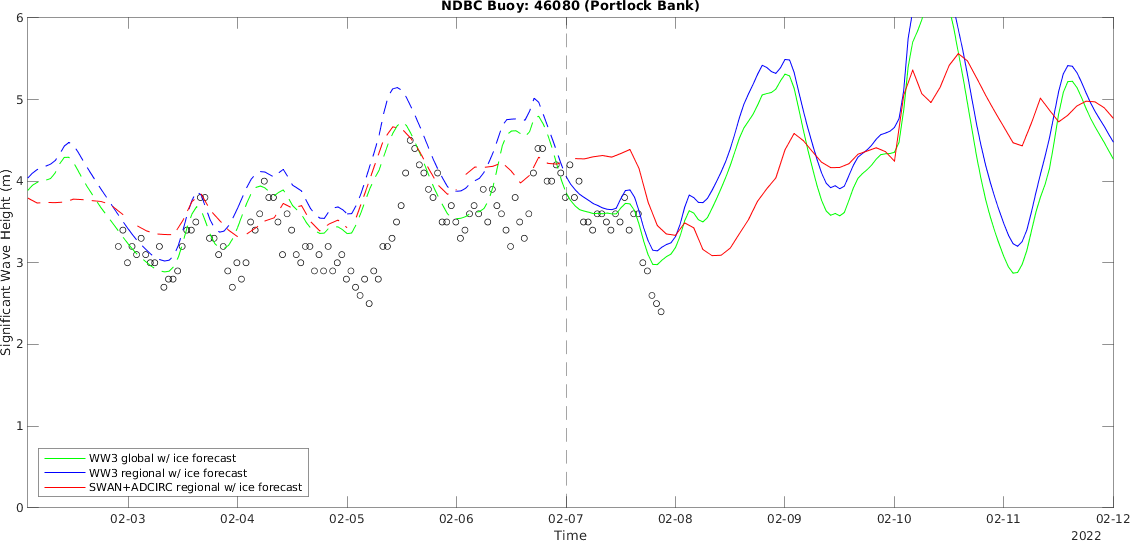 NDBC Buoy: 46080 (Portlock Bank)
6
5
4
3
2
1
0
Significant Wave Height (m)
WW3 global w/ ice forecast
WW3 regional w/ ice forecast
SWAN+ADCIRC regional w/ ice forecast
02-03 02-04 02-05 02-06 02-07 02-08 02-09 02-10 02-11 02-12
Time
2022